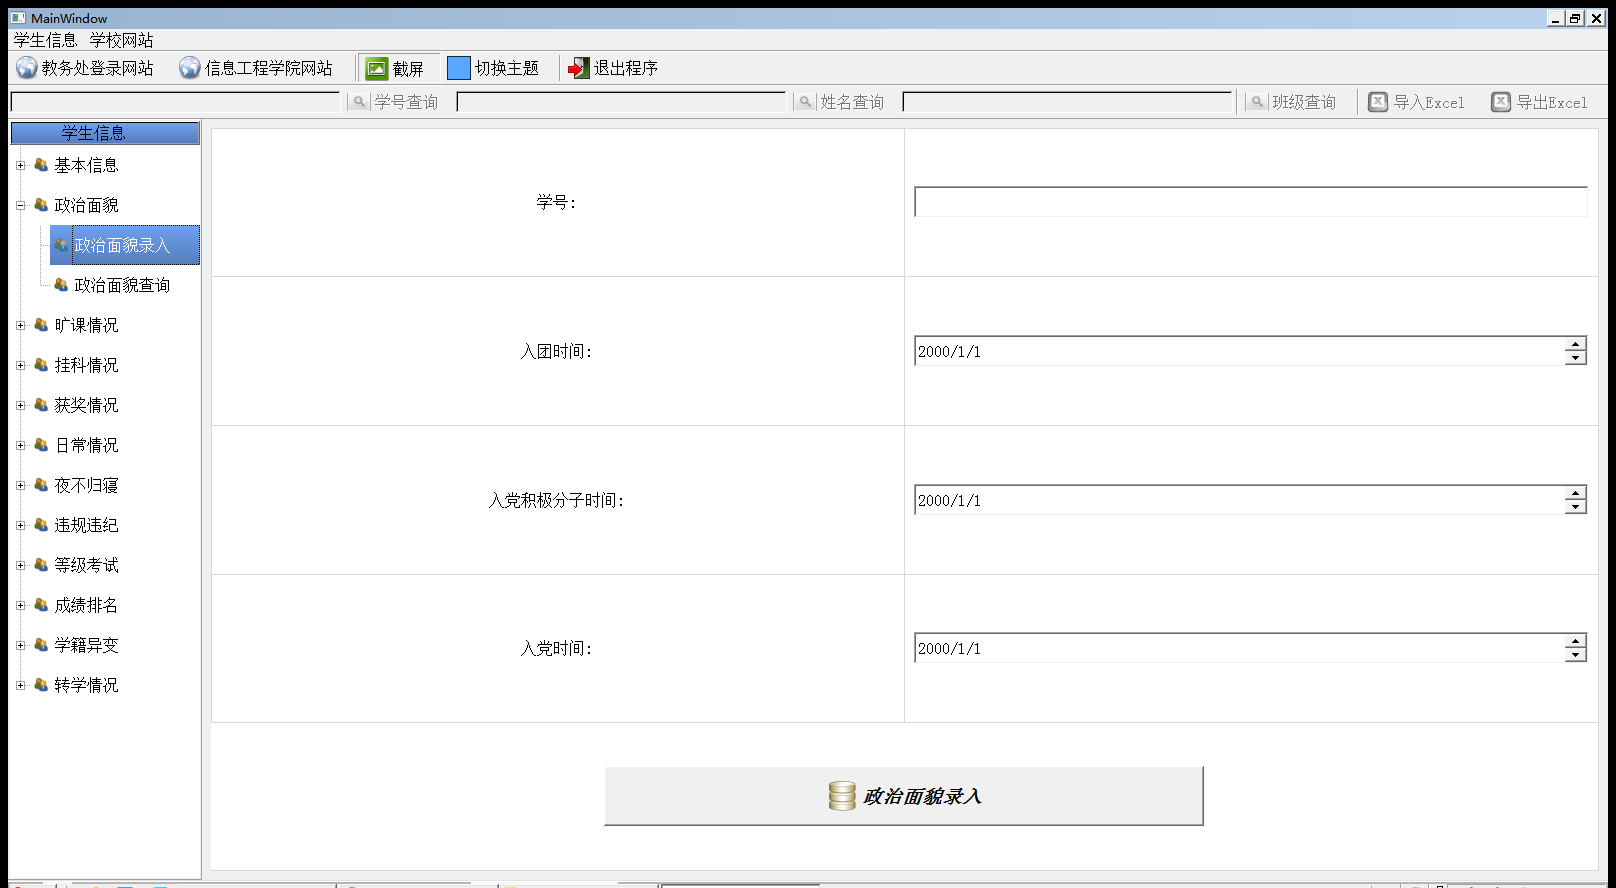 MainWindow
学生信息 学校网站
教务处登录网站 信息工程学院网站 截屏 切换主题 退出程序
学号查询 姓名查询 班级查询 导入Excel 导出Excel
学生信息
基本信息
政治面貌
政治面貌录入
政治面貌查询
旷课情况
挂科情况
获奖情况
日常情况
夜不归寝
违规违纪
等级考试
成绩排名
学籍异变
转学情况
学号:
入团时间: 2000/1/1
入党积极分子时间: 2000/1/1
入党时间: 2000/1/1
政治面貌录入